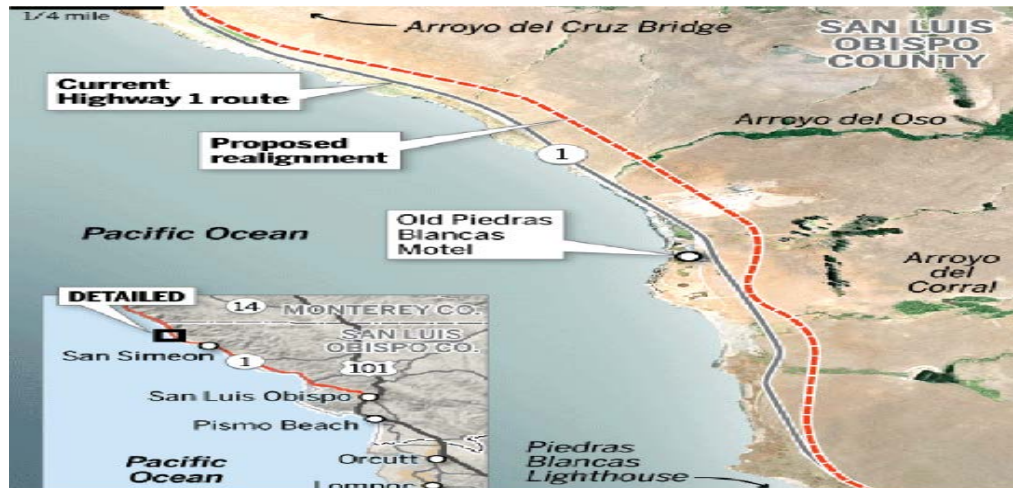 1/4 mile
Arroyo del Cruz Bridge
SAN LUIS
OBISPO
COUNTY
Current
Highway 1 route
Arroyo del Oso
Proposed
realignment
1
Old Piedras
Blancas
Motel
Pacific Ocean
Arroyo
del
Corral
DETAILED
14
MONTEREY CO.
SAN LUIS
OBISPO CO.
San Simeon
1
101
San Luis Obispo
Pismo Beach
Pacific
Ocean
Orcutt
Lompoc
Piedras
Blancas
Lighthouse